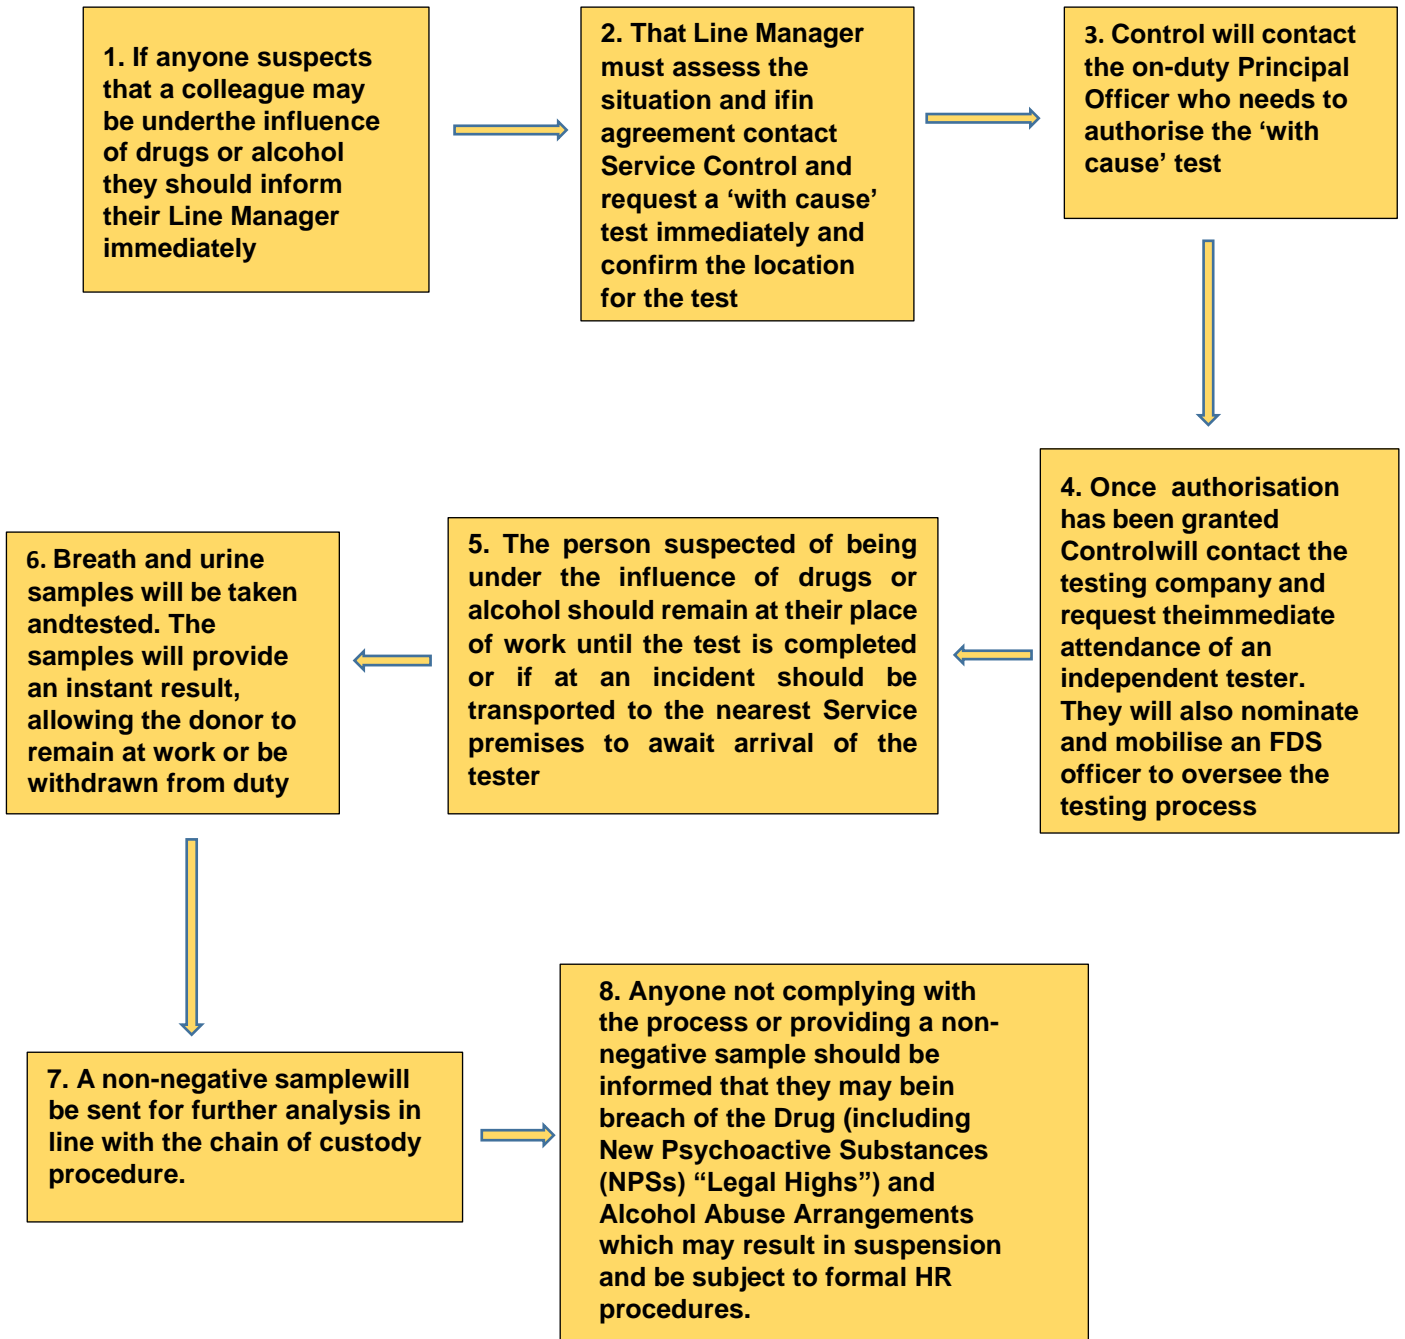 1. If anyone suspects
that a colleague may
be underthe influence
of drugs or alcohol
they should inform
their Line Manager
immediately
2. That Line Manager
must assess the
situation and ifin
agreement contact
Service Control and
request a ‘with cause’
test immediately and
confirm the location
for the test
3. Control will contact
the on-duty Principal
Officer who needs to
authorise the ‘with
cause’ test
4. Once authorisation
has been granted
Controlwill contact the
testing company and
request theimmediate
attendance of an
independent tester.
They will also nominate
and mobilise an FDS
officer to oversee the
testing process
5. The person suspected of being
under the influence of drugs or
alcohol should remain at their place
of work until the test is completed
or if at an incident should be
transported to the nearest Service
premises to await arrival of the
tester
6. Breath and urine
samples will be taken
andtested. The
samples will provide
an instant result,
allowing the donor to
remain at work or be
withdrawn from duty
7. A non-negative samplewill
be sent for further analysis in
line with the chain of custody
procedure.
8. Anyone not complying with
the process or providing a non-
negative sample should be
informed that they may bein
breach of the Drug (including
New Psychoactive Substances
(NPSs) “Legal Highs”) and
Alcohol Abuse Arrangements
which may result in suspension
and be subject to formal HR
procedures.